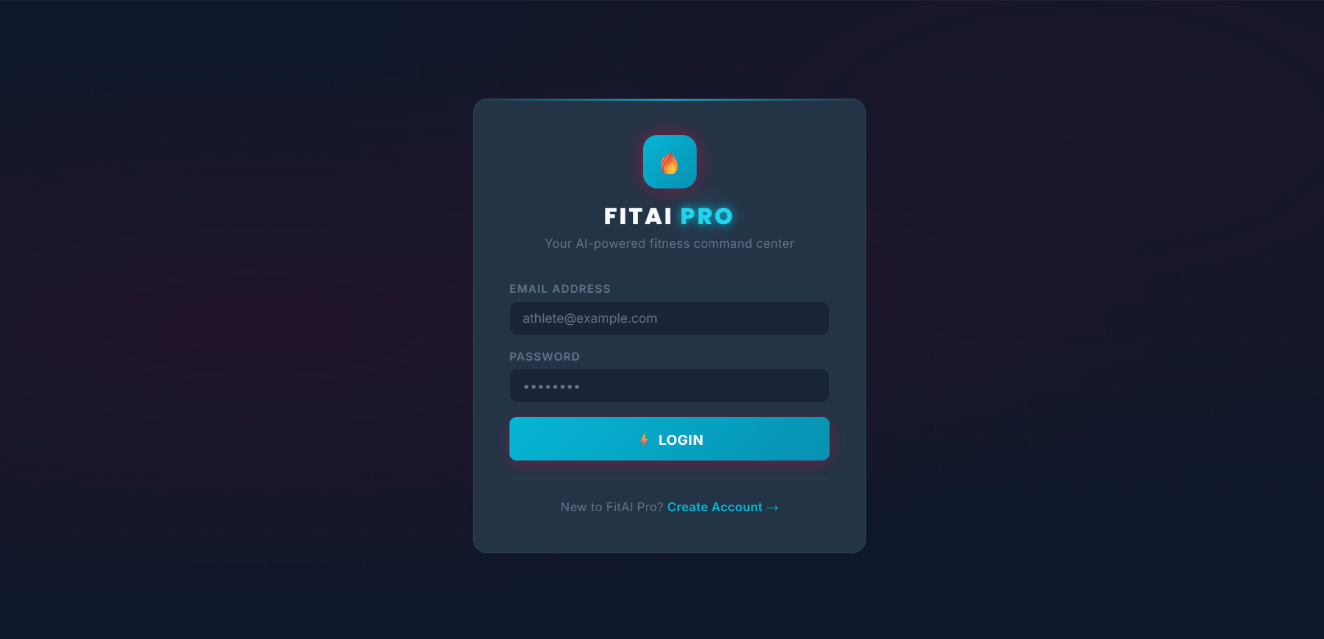 FITAI PRO
Your AI-powered fitness command center
EMAIL ADDRESS
athlete@example.com
PASSWORD
••••••••
LOGIN
New to FitAI Pro? Create Account →